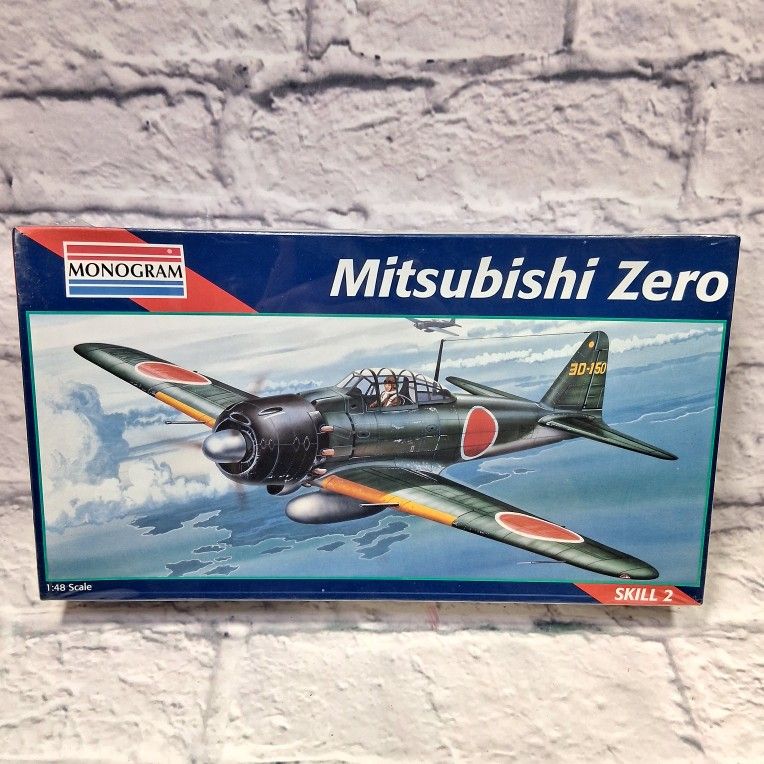 MONOGRAM
Mitsubishi Zero
3D-150
1:48 Scale
SKILL 2